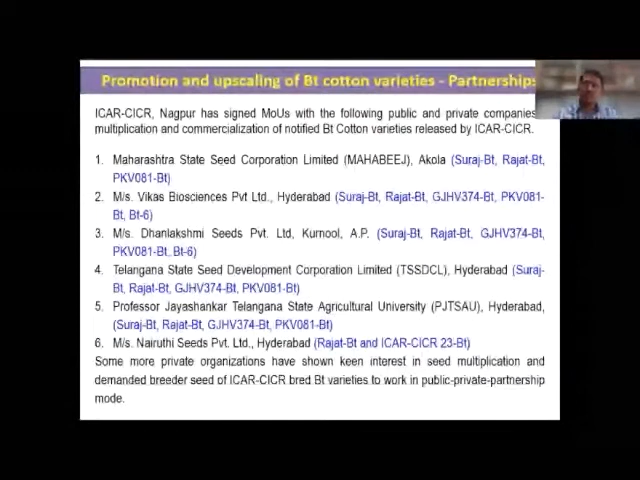 Promotion and upscaling of Bt cotton varieties - Partnerships
ICAR-CICR, Nagpur has signed MoUs with the following public and private companies
multiplication and commercialization of notified Bt Cotton varieties released by ICAR-CICR.
1. Maharashtra State Seed Corporation Limited (MAHABEEJ), Akola (Suraj-Bt, Rajat-Bt,
PKV081-Bt)
2. M/s. Vikas Biosciences Pvt Ltd., Hyderabad (Suraj-Bt, Rajat-Bt, GJHV374-Bt, PKV081-
Bt, Bt-6)
3. M/s. Dhanlakshmi Seeds Pvt. Ltd, Kurnool, A.P. (Suraj-Bt, Rajat-Bt, GJHV374-Bt,
PKV081-Bt, Bt-6)
4. Telangana State Seed Development Corporation Limited (TSSDCL), Hyderabad (Suraj-
Bt, Rajat-Bt, GJHV374-Bt, PKV081-Bt)
5. Professor Jayashankar Telangana State Agricultural University (PJTSAU), Hyderabad,
(Suraj-Bt, Rajat-Bt, GJHV374-Bt, PKV081-Bt)
6. M/s. Nairuthi Seeds Pvt. Ltd., Hyderabad (Rajat-Bt and ICAR-CICR 23-Bt)
Some more private organizations have shown keen interest in seed multiplication and
demanded breeder seed of ICAR-CICR bred Bt varieties to work in public-private-partnership
mode.